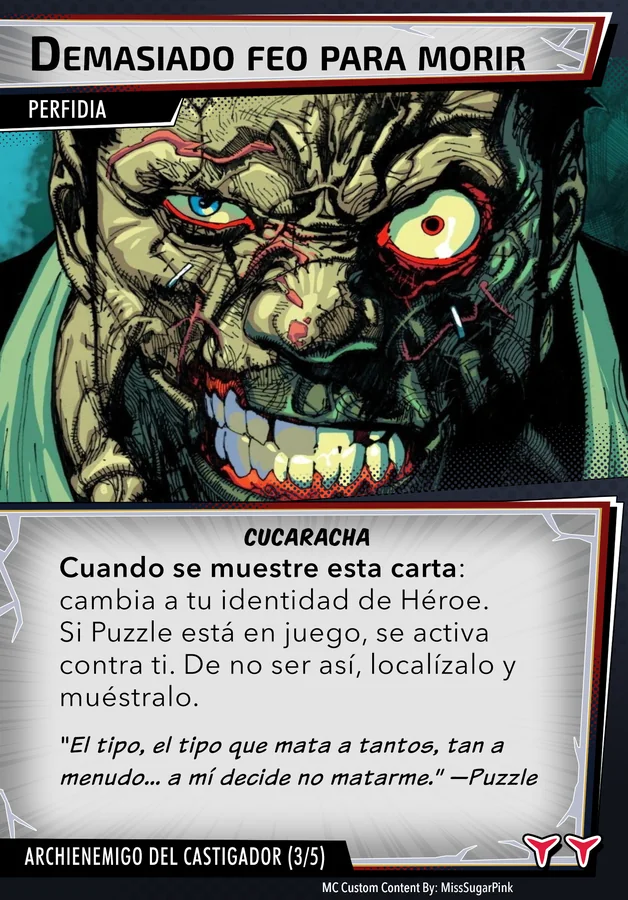 Demasiado feo para morir
PERFIDIA
CUCARACHA
Cuando se muestre esta carta:
cambia a tu identidad de Héroe.
Si Puzzle está en juego, se activa
contra ti. De no ser así, localízalo y
muéstralo.
"El tipo, el tipo que mata a tantos, tan a
menudo... a mí decide no matarme." —Puzzle
ARCHIENEMIGO DEL CASTIGADOR (3/5)
MC Custom Content By: MissSugarPink